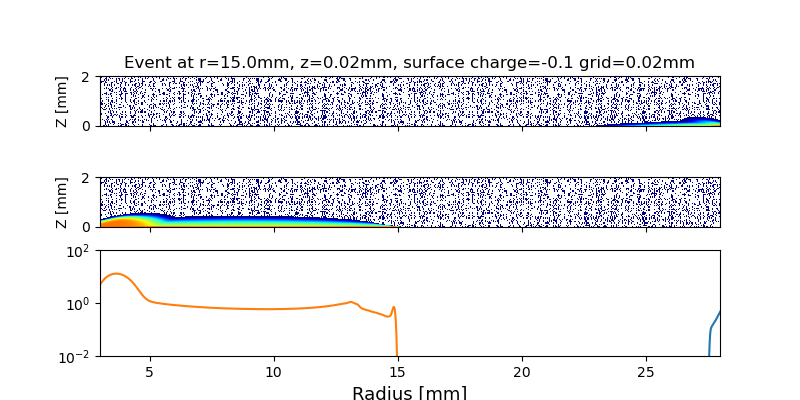 Event at r=15.0mm, z=0.02mm, surface charge=-0.1 grid=0.02mm
2
Z [mm]
0
2
Z [mm]
0
10²
10⁰
10⁻²
5 10 15 20 25
Radius [mm]